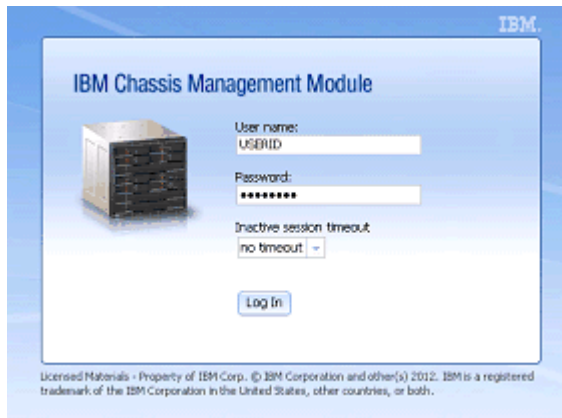 IBM.
IBM Chassis Management Module
User name:
USERID
Password:
••••••••
Inactive session timeout
no timeout
Log In
Licensed Materials - Property of IBM Corp. © IBM Corporation and other(s) 2012. IBM is a registered
trademark of the IBM Corporation in the United States, other countries, or both.